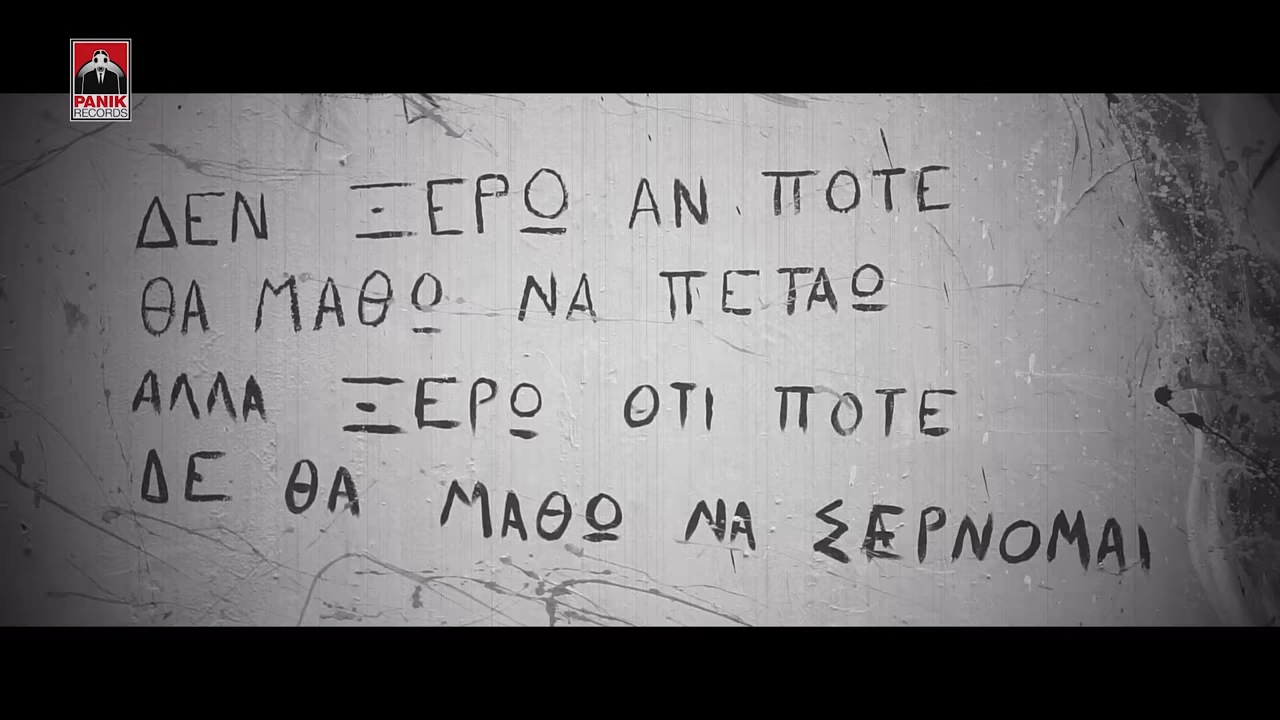 PANIK
RECORDS
ΔΕΝ ΞΕΡΩ ΑΝ ΠΟΤΕ
ΘΑ ΜΑΘΩ ΝΑ ΠΕΤΑΩ
ΑΛΛΑ ΞΕΡΩ ΟΤΙ ΠΟΤΕ
ΔΕ ΘΑ ΜΑΘΩ ΝΑ ΣΕΡΝΟΜΑΙ